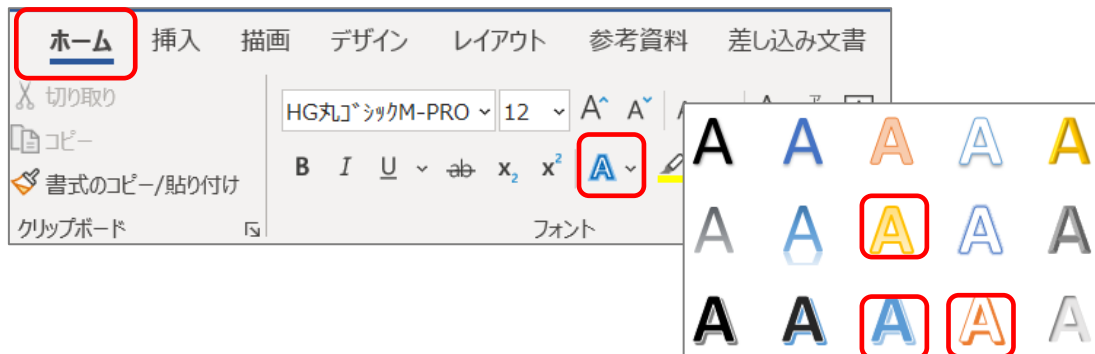 ホーム 挿入 描画 デザイン レイアウト 参考資料 差し込み文書
切り取り
コピー
書式のコピー/貼り付け
クリップボード
HG丸ｺﾞｼｯｸM-PRO 12 A^ Aˇ
B I U ab x₂ x² A
フォント
A A A A A
A A A A A
A A A A A